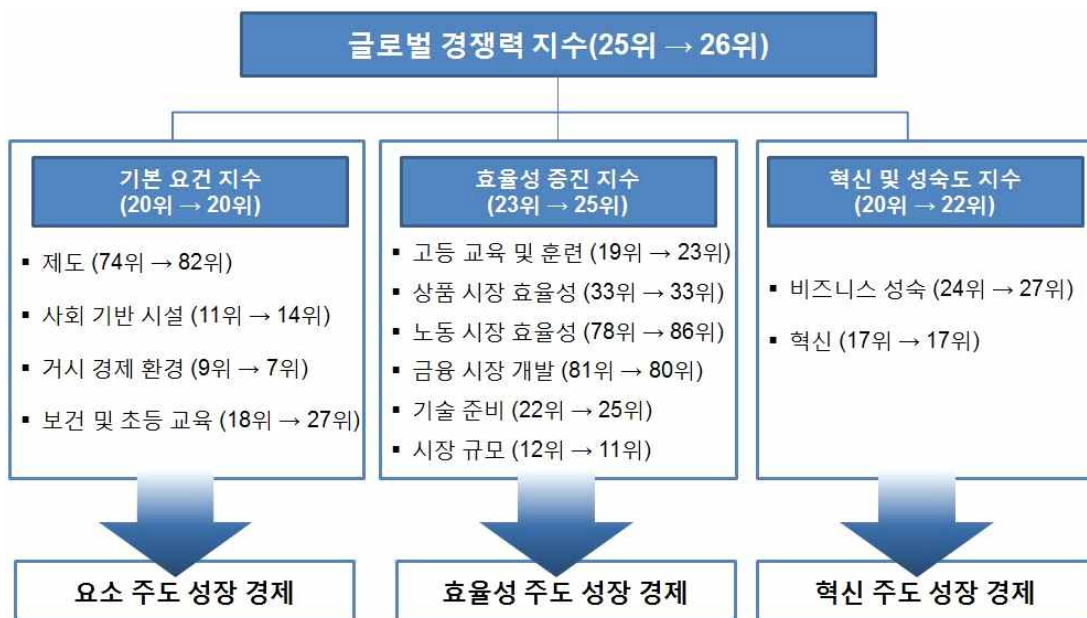 글로벌 경쟁력 지수(25위 → 26위)
기본 요건 지수
(20위 → 20위)
▪ 제도 (74위 → 82위)
▪ 사회 기반 시설 (11위 → 14위)
▪ 거시 경제 환경 (9위 → 7위)
▪ 보건 및 초등 교육 (18위 → 27위)
요소 주도 성장 경제
효율성 증진 지수
(23위 → 25위)
▪ 고등 교육 및 훈련 (19위 → 23위)
▪ 상품 시장 효율성 (33위 → 33위)
▪ 노동 시장 효율성 (78위 → 86위)
▪ 금융 시장 개발 (81위 → 80위)
▪ 기술 준비 (22위 → 25위)
▪ 시장 규모 (12위 → 11위)
효율성 주도 성장 경제
혁신 및 성숙도 지수
(20위 → 22위)
▪ 비즈니스 성숙 (24위 → 27위)
▪ 혁신 (17위 → 17위)
혁신 주도 성장 경제